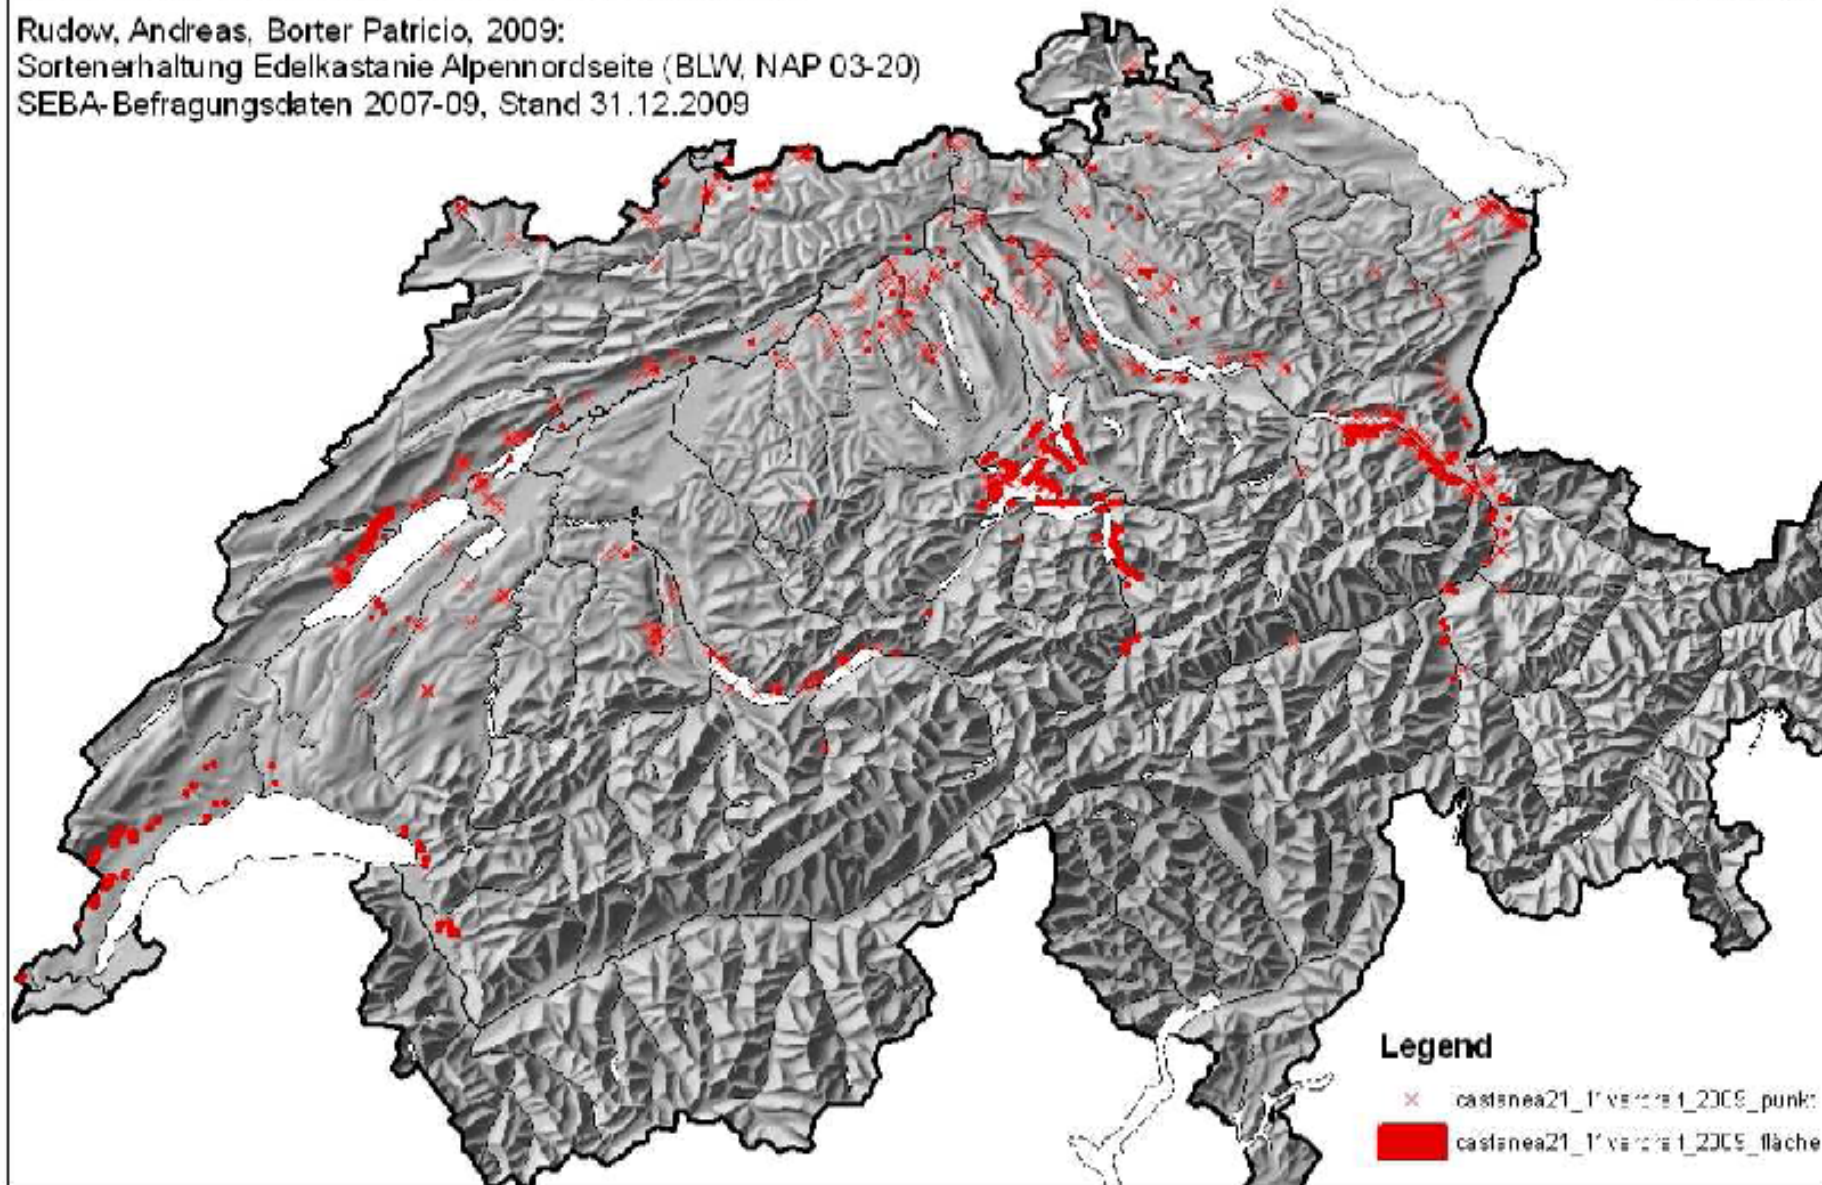 Rudow, Andreas, Borter Patricio, 2009:
Sortenerhaltung Edelkastanie Alpennordseite (BLW, NAP 03-20)
SEBA-Befragungsdaten 2007-09, Stand 31.12.2009
Legend